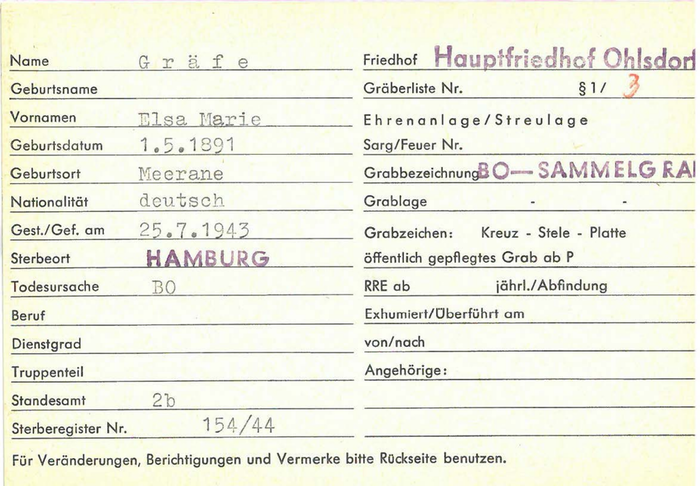 Name Gräfe
Geburtsname
Vornamen Elsa Marie
Geburtsdatum 1.5.1891
Geburtsort Meerane
Nationalität deutsch
Gest./Gef. am 25.7.1943
Sterbeort HAMBURG
Todesursache BO
Beruf
Dienstgrad
Truppenteil
Standesamt 2b
Sterberegister Nr. 154/44
Friedhof Hauptfriedhof Ohlsdorf
Gräberliste Nr. §1/ 3
Ehrenanlage/Streulage
Sarg/Feuer Nr.
Grabbezeichnung BO—SAMMELGRA
Grablage - -
Grabzeichen: Kreuz - Stele - Platte
öffentlich gepflegtes Grab ab P
RRE ab jährl./Abfindung
Exhumiert/Überführt am
von/nach
Angehörige:
Für Veränderungen, Berichtigungen und Vermerke bitte Rückseite benutzen.